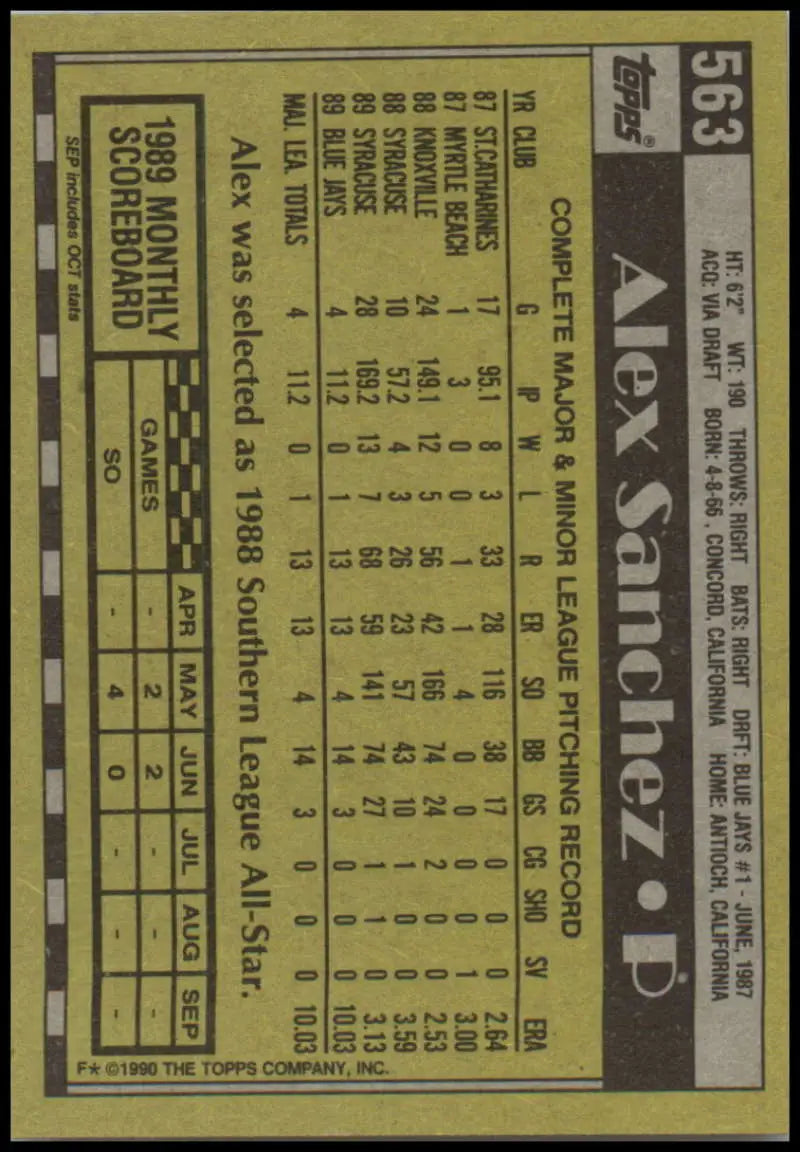 563
HT: 6'2" WT: 190 THROWS: RIGHT BATS: RIGHT DRFT: BLUE JAYS #1 - JUNE, 1987
ACQ: VIA DRAFT BORN: 4-8-66, CONCORD, CALIFORNIA HOME: ANTIOCH, CALIFORNIA
TOPPS®
Alex Sanchez • P
COMPLETE MAJOR & MINOR LEAGUE PITCHING RECORD
YR CLUB G IP W L R ER SO BB GS CG SHO SV ERA
87 ST.CATHARINES 17 95.1 8 3 33 28 116 38 17 0 0 0 2.64
87 MYRTLE BEACH 1 3 0 0 1 1 4 0 0 0 0 1 3.00
88 KNOXVILLE 24 149.1 12 5 56 42 166 74 24 2 0 0 2.53
88 SYRACUSE 10 57.2 4 3 26 23 57 43 10 1 0 0 3.59
89 SYRACUSE 28 169.2 13 7 68 59 141 74 27 1 1 0 3.13
89 BLUE JAYS 4 11.2 0 1 13 13 4 14 3 0 0 0 10.03
MAJ. LEA. TOTALS 4 11.2 0 1 13 13 4 14 3 0 0 0 10.03
Alex was selected as 1988 Southern League All-Star.
1989 MONTHLY
SCOREBOARD
APR MAY JUN JUL AUG SEP
GAMES - 2 2 - - -
SO - 4 0 - - -
SEP includes OCT stats
F* ©1990 THE TOPPS COMPANY, INC.